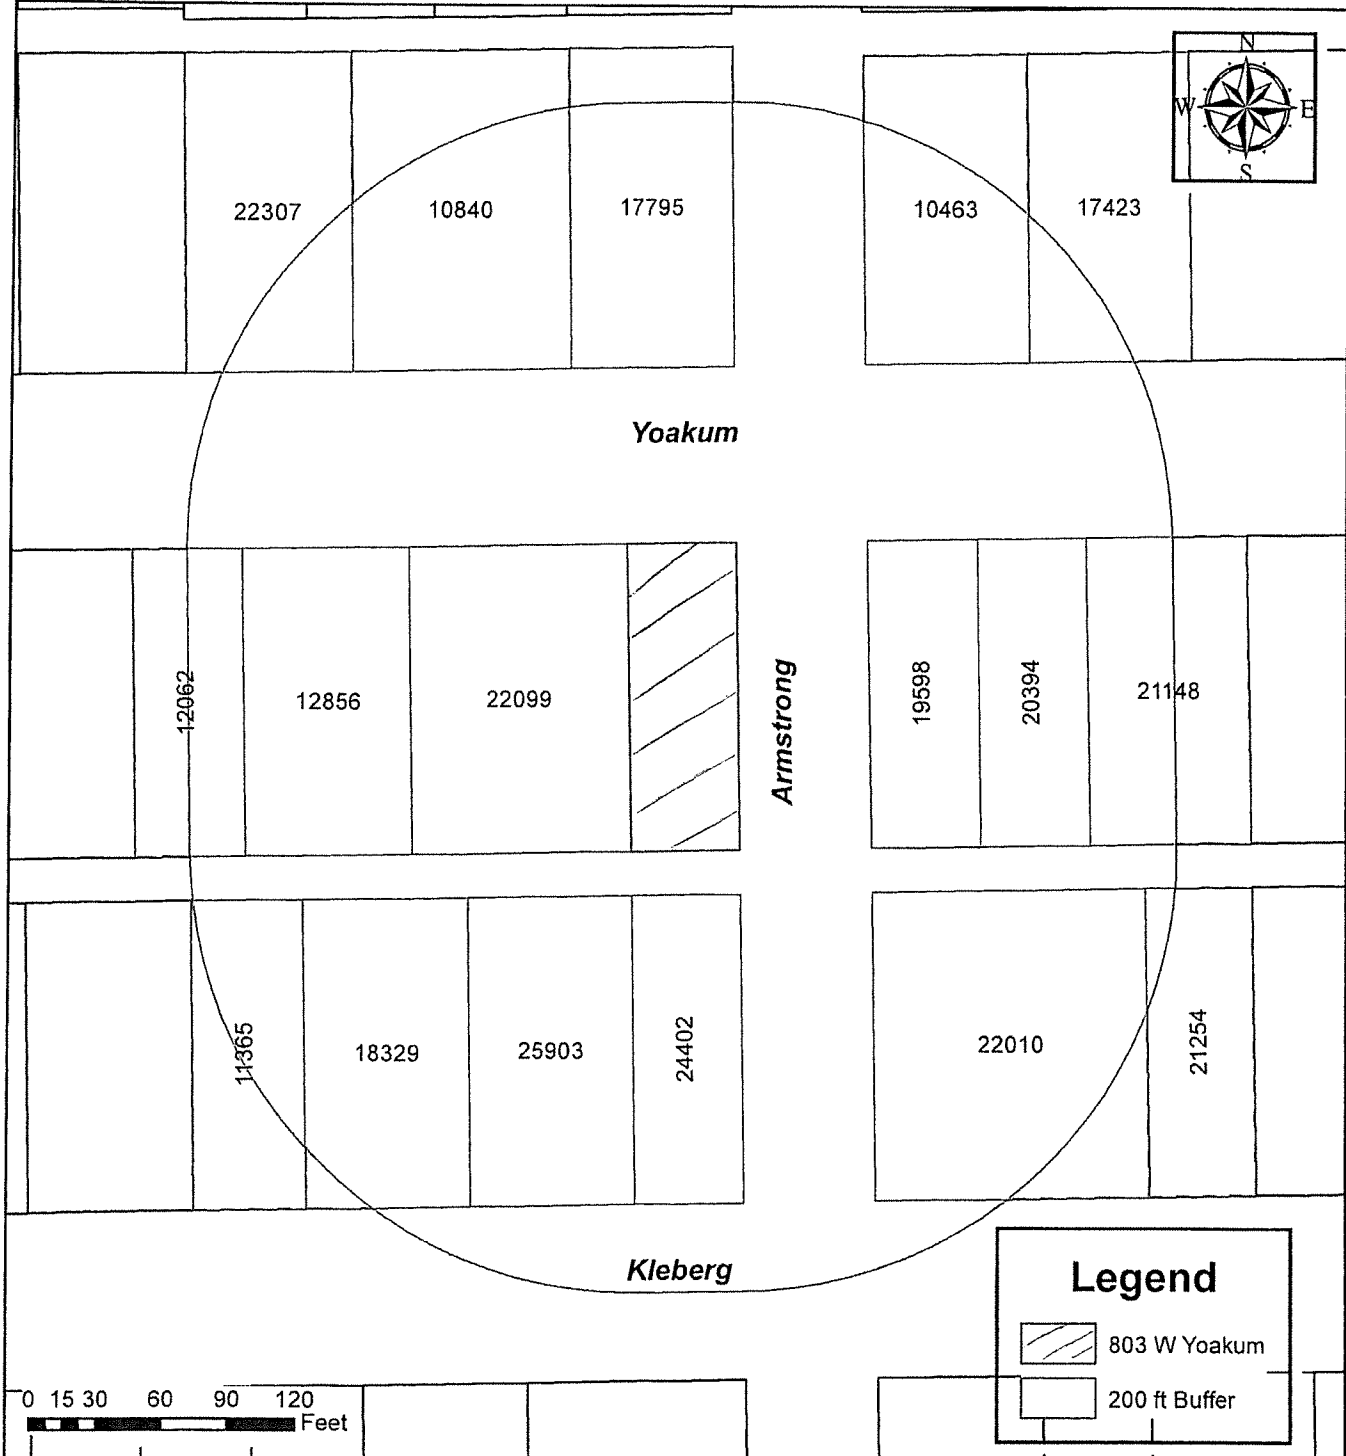 N
W E
S
22307 10840 17795 10463 17423
Yoakum
12062 12856 22099 Armstrong 19598 20394 21148
11365 18329 25903 24402 22010 21254
Kleberg
Legend
803 W Yoakum
200 ft Buffer
0 15 30 60 90 120
Feet